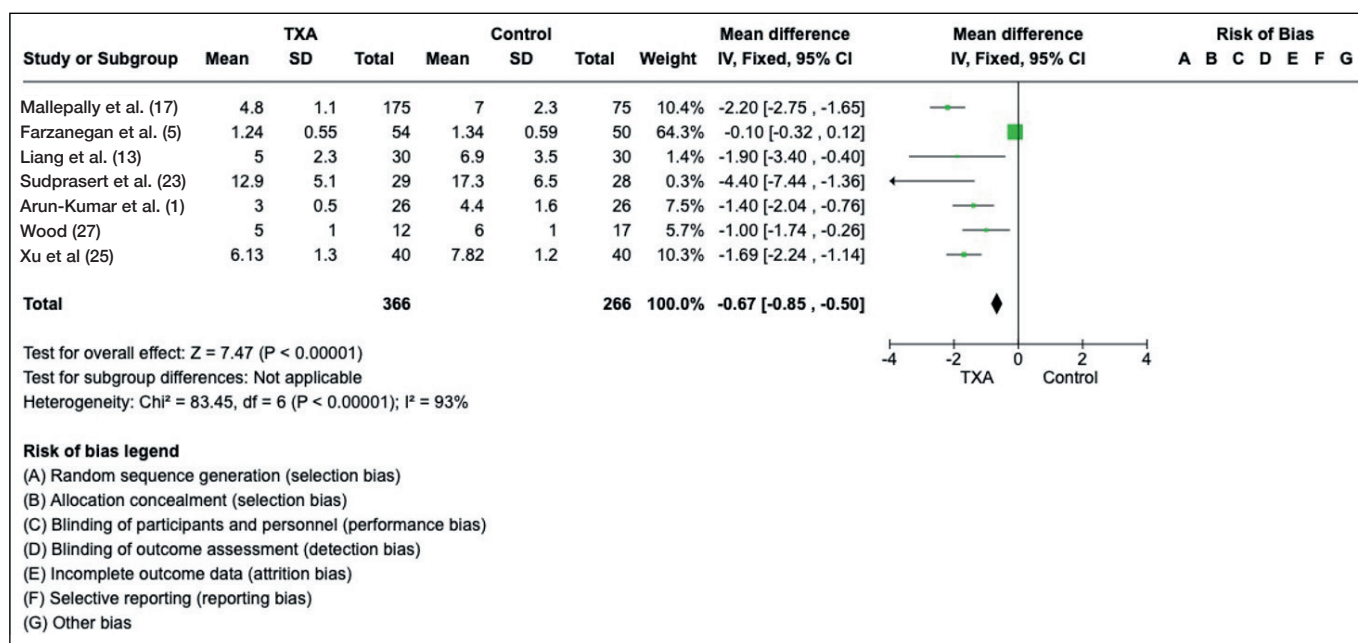 TXA Control Mean difference Mean difference Risk of Bias
Study or Subgroup Mean SD Total Mean SD Total Weight IV, Fixed, 95% CI IV, Fixed, 95% CI A B C D E F G
Mallepally et al. (17) 4.8 1.1 175 7 2.3 75 10.4% -2.20 [-2.75 , -1.65]
Farzanegan et al. (5) 1.24 0.55 54 1.34 0.59 50 64.3% -0.10 [-0.32 , 0.12]
Liang et al. (13) 5 2.3 30 6.9 3.5 30 1.4% -1.90 [-3.40 , -0.40]
Sudprasert et al. (23) 12.9 5.1 29 17.3 6.5 28 0.3% -4.40 [-7.44 , -1.36]
Arun-Kumar et al. (1) 3 0.5 26 4.4 1.6 26 7.5% -1.40 [-2.04 , -0.76]
Wood (27) 5 1 12 6 1 17 5.7% -1.00 [-1.74 , -0.26]
Xu et al (25) 6.13 1.3 40 7.82 1.2 40 10.3% -1.69 [-2.24 , -1.14]
Total 366 266 100.0% -0.67 [-0.85 , -0.50]
Test for overall effect: Z = 7.47 (P < 0.00001)
-4 -2 0 2 4
Test for subgroup differences: Not applicable
TXA Control
Heterogeneity: Chi² = 83.45, df = 6 (P < 0.00001); I² = 93%
Risk of bias legend
(A) Random sequence generation (selection bias)
(B) Allocation concealment (selection bias)
(C) Blinding of participants and personnel (performance bias)
(D) Blinding of outcome assessment (detection bias)
(E) Incomplete outcome data (attrition bias)
(F) Selective reporting (reporting bias)
(G) Other bias